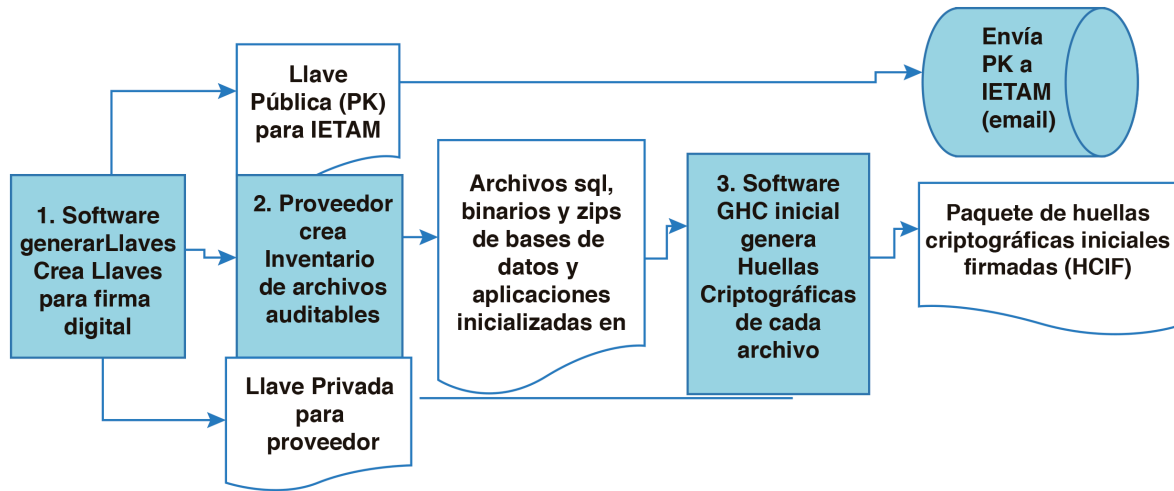 Llave
Pública (PK)
para IETAM
Envía
PK a
IETAM
(email)
1. Software
generarLlaves
Crea Llaves
para firma
digital
2. Proveedor
crea
Inventario
de archivos
auditables
Archivos sql,
binarios y zips
de bases de
datos y
aplicaciones
inicializadas en
3. Software
GHC inicial
genera
Huellas
Criptográficas
de cada
archivo
Paquete de huellas
criptográficas iniciales
firmadas (HCIF)
Llave Privada
para
proveedor